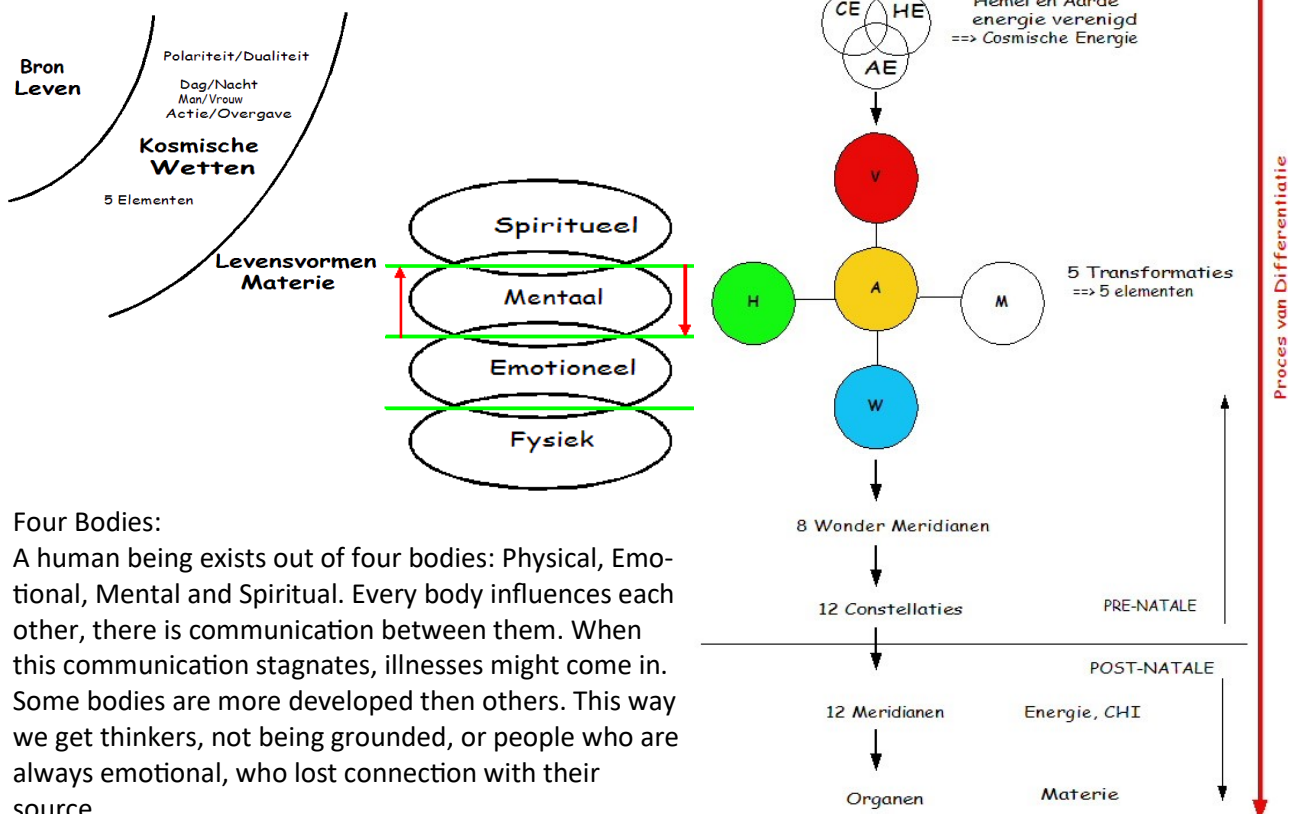 Bron
Leven
Polariteit/Dualiteit
Dag/Nacht
Man/Vrouw
Actie/Overgave
Kosmische
Wetten
5 Elementen
Levensvormen
Materie
Spiritueel
Mentaal
Emotioneel
Fysiek
Four Bodies:
A human being exists out of four bodies: Physical, Emo-
tional, Mental and Spiritual. Every body influences each
other, there is communication between them. When
this communication stagnates, illnesses might come in.
Some bodies are more developed then others. This way
we get thinkers, not being grounded, or people who are
always emotional, who lost connection with their
source
CE
HE
AE
Hemel en Aarde
energie verenigd
==> Cosmische Energie
V
H
A
M
W
5 Transformaties
==> 5 elementen
8 Wonder Meridianen
12 Constellaties
PRE-NATALE
POST-NATALE
12 Meridianen
Energie, CHI
Organen
Materie
Proces van Differentiatie